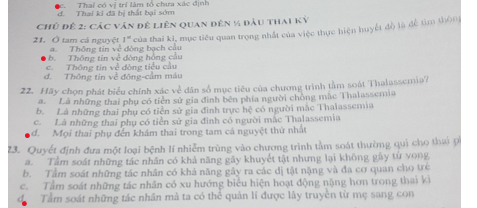 c. Thai có vị trí làm tổ chưa xác định
d. Thai kì đã bị thất bại sớm
CHỦ ĐỀ 2: CÁC VẤN ĐỀ LIÊN QUAN ĐẾN ½ ĐẦU THAI KỲ
21. Ở tam cá nguyệt 1st của thai kì, mục tiêu quan trọng nhất của việc thực hiện huyết đồ là để tìm thông
a. Thông tin về dòng bạch cầu
b. Thông tin về dòng hồng cầu
c. Thông tin về dòng tiểu cầu
d. Thông tin về đông-cầm máu
22. Hãy chọn phát biểu chính xác về dân số mục tiêu của chương trình tầm soát Thalassemia?
a. Là những thai phụ có tiền sử gia đình bên phía người chồng mắc Thalassemia
b. Là những thai phụ có tiền sử gia đình trực hệ có người mắc Thalassemia
c. Là những thai phụ có tiền sử gia đình có người mắc Thalassemia
d. Mọi thai phụ đến khám thai trong tam cá nguyệt thứ nhất
23. Quyết định đưa một loại bệnh lí nhiễm trùng vào chương trình tầm soát thường qui cho thai p
a. Tầm soát những tác nhân có khả năng gây khuyết tật nhưng lại không gây tử vong
b. Tầm soát những tác nhân có khả năng gây ra các dị tật nặng và đa cơ quan cho trẻ
c. Tầm soát những tác nhân có xu hướng biểu hiện hoạt động nặng hơn trong thai kì
d. Tầm soát những tác nhân mà ta có thể quản lí được lây truyền từ mẹ sang con